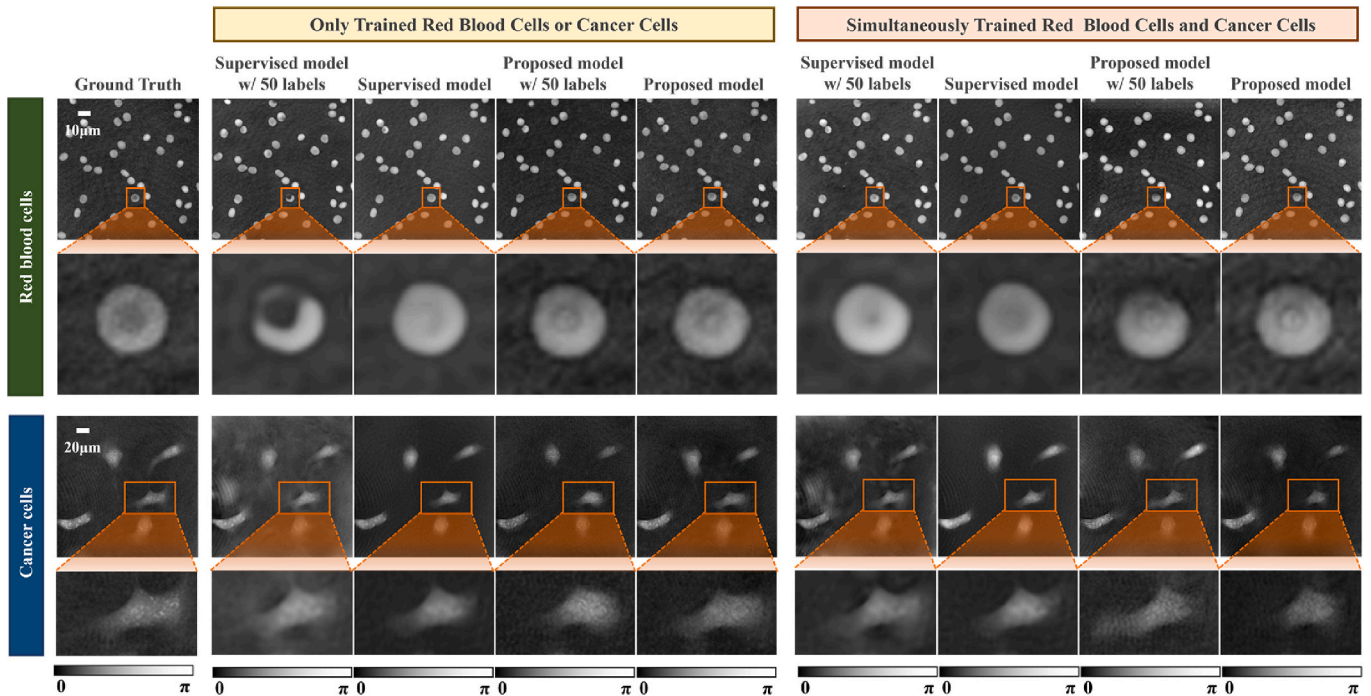 Only Trained Red Blood Cells or Cancer Cells
Simultaneously Trained Red Blood Cells and Cancer Cells
Ground Truth
Supervised model
w/ 50 labels
Supervised model
Proposed model
w/ 50 labels
Proposed model
Supervised model
w/ 50 labels
Supervised model
Proposed model
w/ 50 labels
Proposed model
Red blood cells
10μm
Cancer cells
20μm
0 π
0 π
0 π
0 π
0 π
0 π
0 π
0 π
0 π